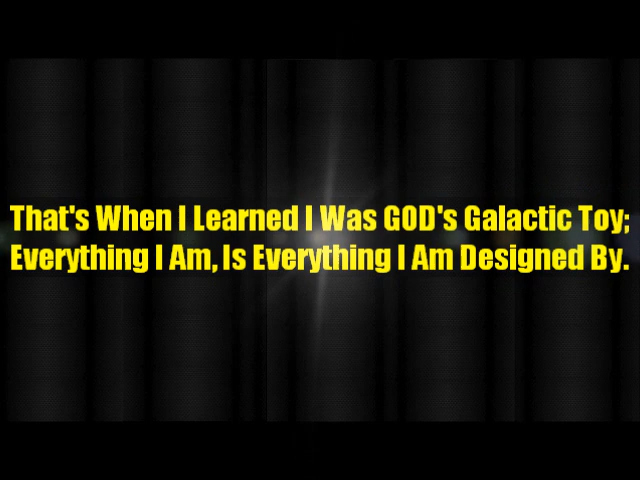 That's When I Learned I Was GOD's Galactic Toy;
Everything I Am, Is Everything I Am Designed By.